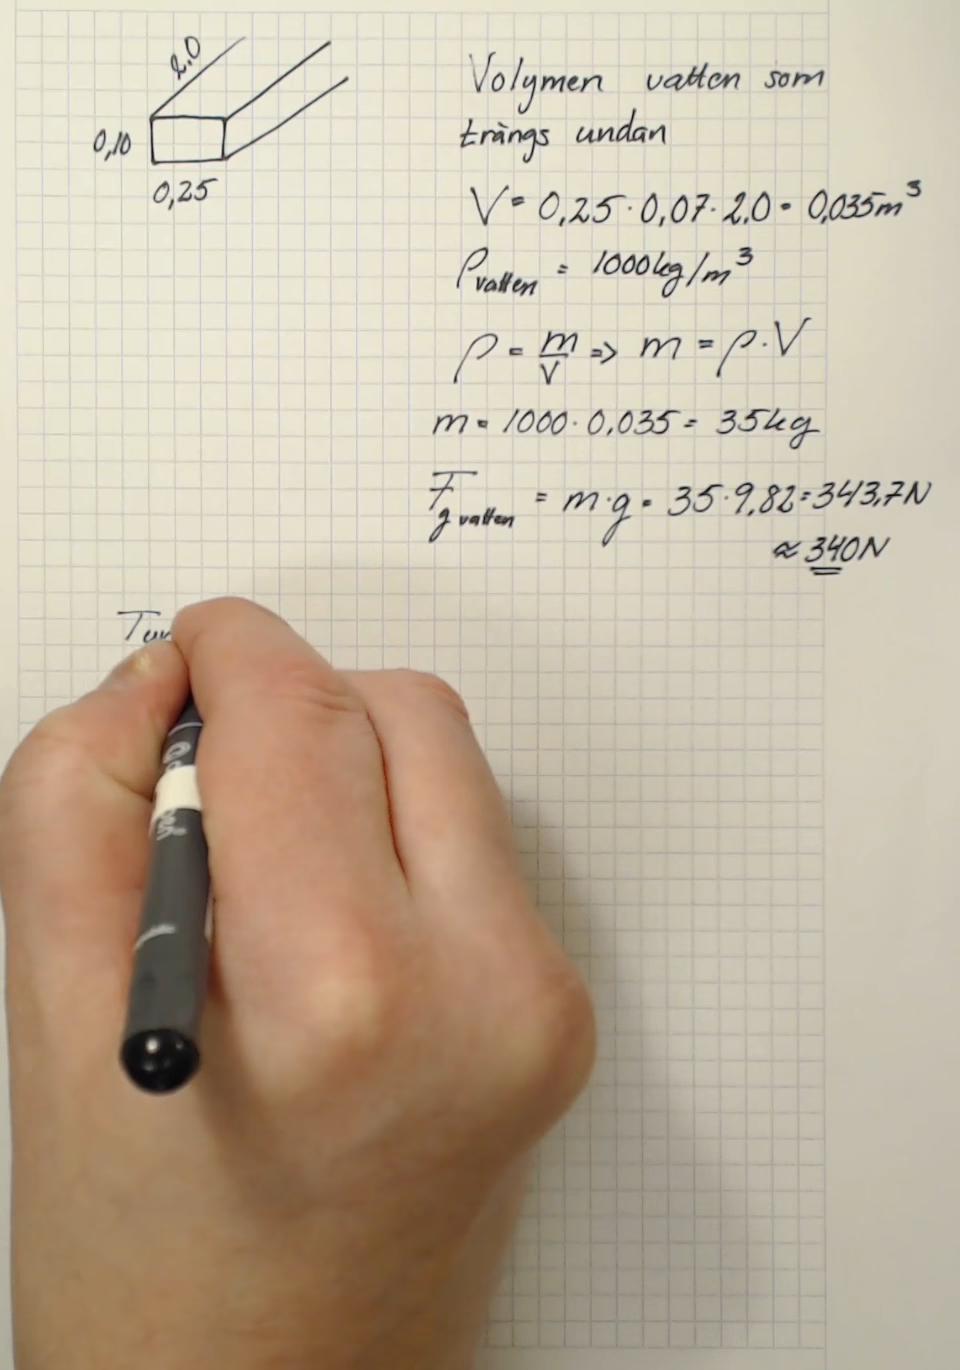 2,0
0,10
0,25
Volymen vatten som
trängs undan
V = 0,25 · 0,07 · 2,0 = 0,035 m³
ρvatten = 1000 kg/m³
ρ = m/V => m = ρ · V
m = 1000 · 0,035 = 35 kg
Fg vatten = m · g = 35 · 9,82 = 343,7 N
≈ 340 N